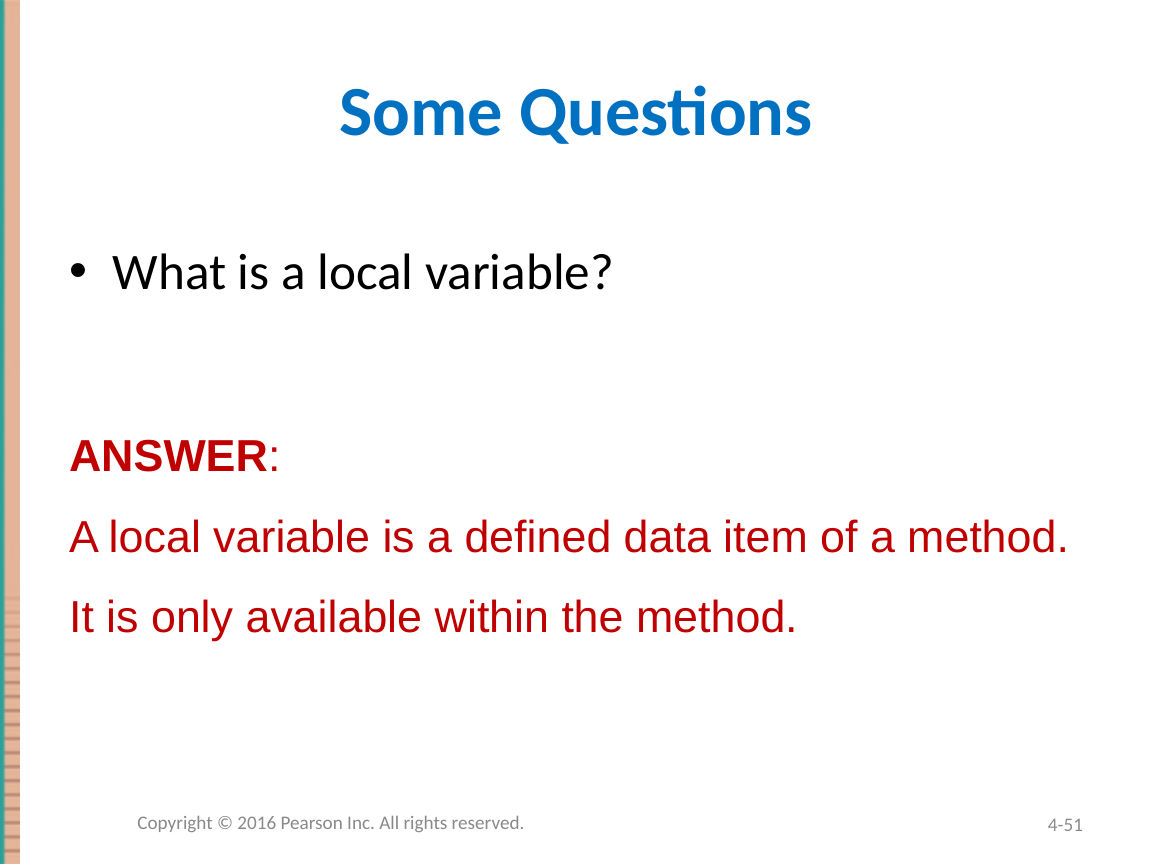 Some Questions
• What is a local variable?
ANSWER:
A local variable is a defined data item of a method.
It is only available within the method.
Copyright © 2016 Pearson Inc. All rights reserved.
4-51